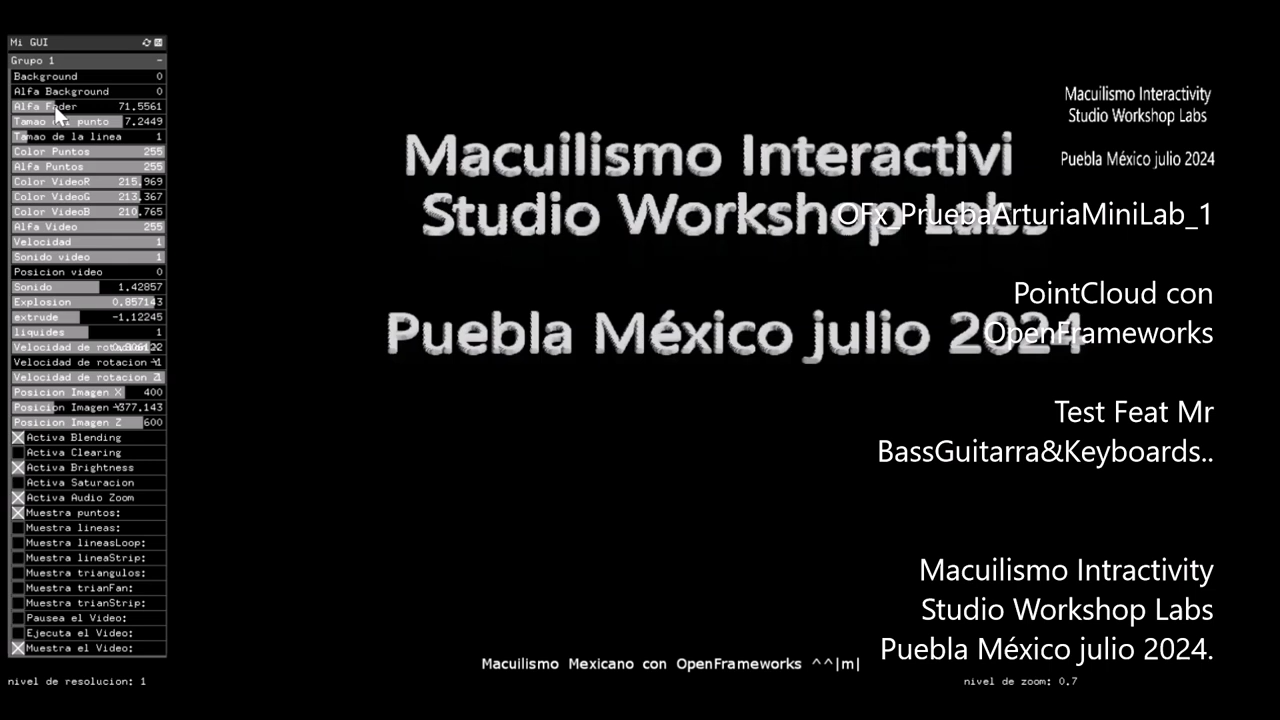 Mi GUI
Grupo 1 -
Background 0
Alfa Background 0
Alfa Fader 71.5561
Tamao del punto 7.2449
Tamao de la linea 1
Color Puntos 255
Alfa Puntos 255
Color VideoR 215.969
Color VideoG 213.367
Color VideoB 210.765
Alfa Video 255
Velocidad 1
Sonido video 1
Posicion video 0
Sonido 1.42857
Explosion 0.857143
extrude -1.12245
liquides 1
Velocidad de rotacion
Velocidad de rotacion
Velocidad de rotacion
Posicion Imagen X 400
Posicion Imagen
Posicion Imagen Z 600
Activa Blending
Activa Clearing
Activa Brightness
Activa Saturacion
Activa Audio Zoom
Muestra puntos:
Muestra lineas:
Muestra lineasLoop:
Muestra lineaStrip:
Muestra triangulos:
Muestra trianFan:
Muestra trianStrip:
Pausea el Video:
Ejecuta el Video:
Muestra el Video:
nivel de resolucion: 1
Macuilismo Interactivi
Studio Workshop Labs
Puebla México julio 2024
Macuilismo Interactivity
Studio Workshop Labs
Puebla México julio 2024
OFx_PruebaArturiaMiniLab_1
PointCloud con
OpenFrameworks
Test Feat Mr
BassGuitarra&Keyboards..
Macuilismo Intractivity
Studio Workshop Labs
Puebla México julio 2024.
Macuilismo Mexicano con OpenFrameworks ^^|m|
nivel de zoom: 0.7